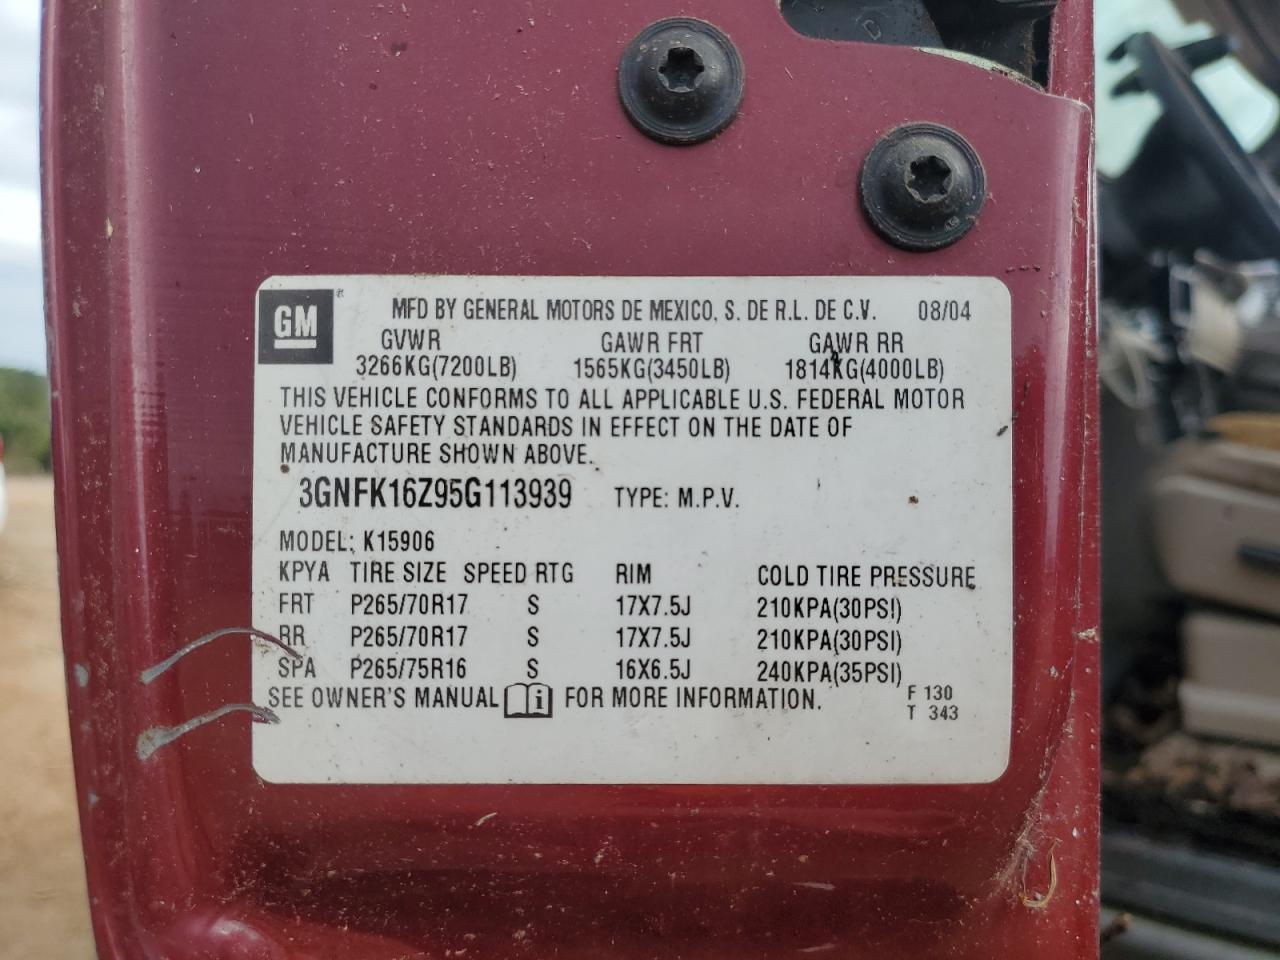 D
GM® MFD BY GENERAL MOTORS DE MEXICO, S. DE R.L. DE C.V. 08/04
GVWR GAWR FRT GAWR RR
3266KG(7200LB) 1565KG(3450LB) 1814KG(4000LB)
THIS VEHICLE CONFORMS TO ALL APPLICABLE U.S. FEDERAL MOTOR
VEHICLE SAFETY STANDARDS IN EFFECT ON THE DATE OF
MANUFACTURE SHOWN ABOVE.
3GNFK16Z95G113939 TYPE: M.P.V.
MODEL: K15906
KPYA TIRE SIZE SPEED RTG RIM COLD TIRE PRESSURE
FRT P265/70R17 S 17X7.5J 210KPA(30PSI)
RR P265/70R17 S 17X7.5J 210KPA(30PSI)
SPA P265/75R16 S 16X6.5J 240KPA(35PSI)
SEE OWNER'S MANUAL i FOR MORE INFORMATION.
F 130
T 343